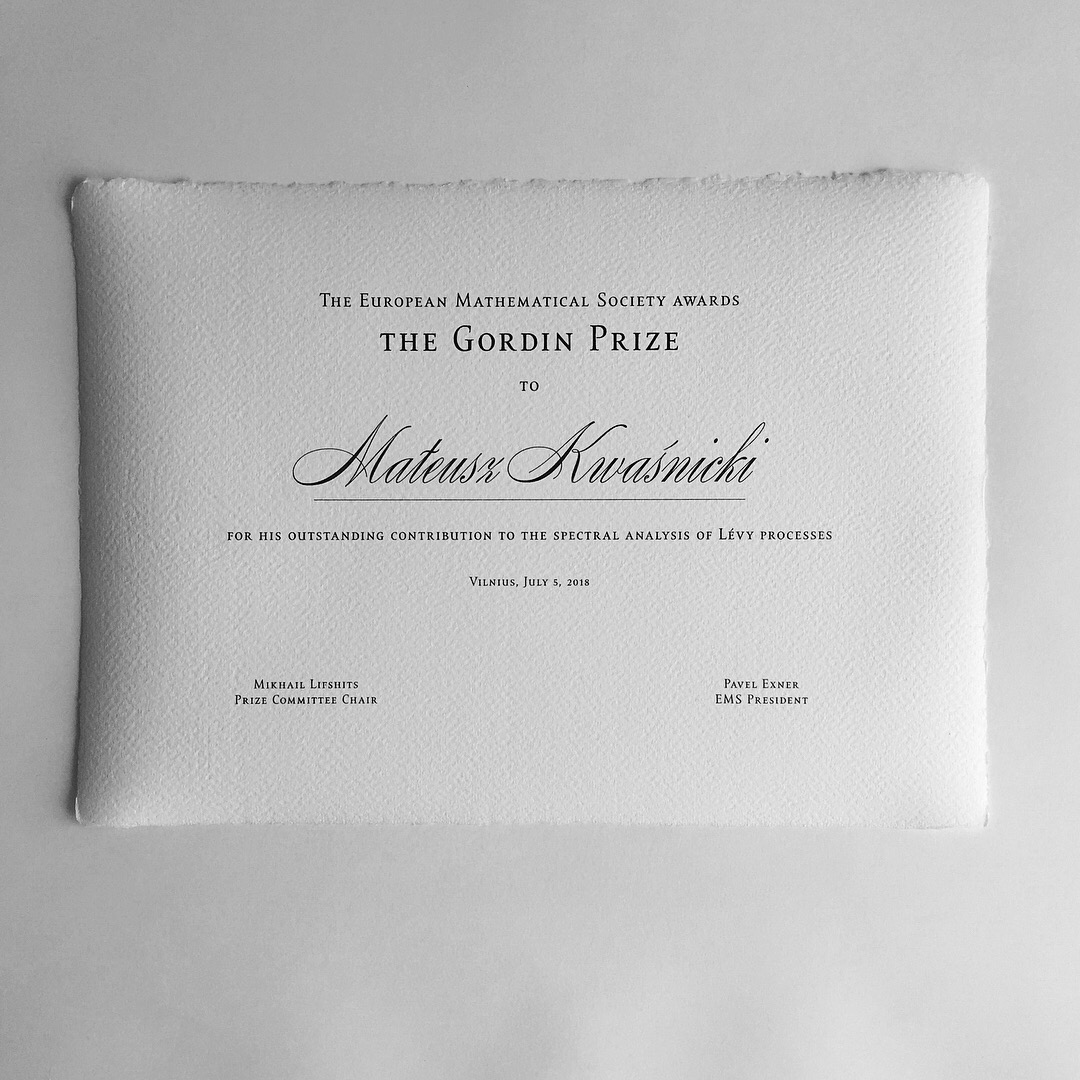 The European Mathematical Society awards
the Gordin Prize
to
Mateusz Kwaśnicki
for his outstanding contribution to the spectral analysis of Lévy processes
Vilnius, July 5, 2018
Mikhail Lifshits
Prize Committee Chair
Pavel Exner
EMS President